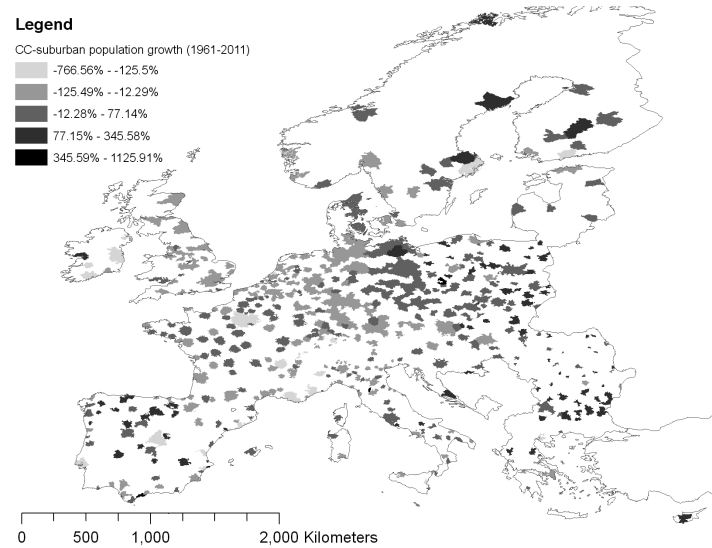 Legend
CC-suburban population growth (1961-2011)
-766.56% - -125.5%
-125.49% - -12.29%
-12.28% - 77.14%
77.15% - 345.58%
345.59% - 1125.91%
0 500 1,000 2,000 Kilometers